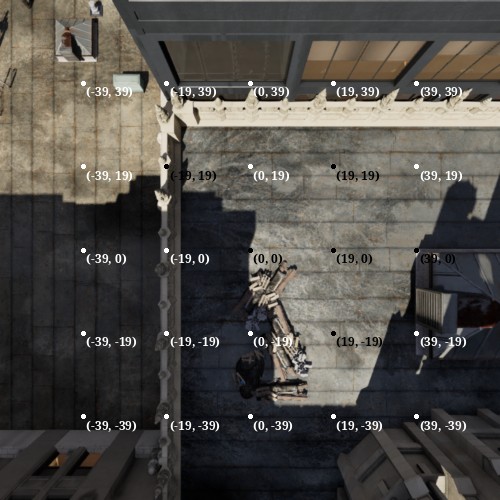 (-39, 39) (-19, 39) (0, 39) (19, 39) (39, 39)
(-39, 19) (-19, 19) (0, 19) (19, 19) (39, 19)
(-39, 0) (-19, 0) (0, 0) (19, 0) (39, 0)
(-39, -19) (-19, -19) (0, -19) (19, -19) (39, -19)
(-39, -39) (-19, -39) (0, -39) (19, -39) (39, -39)